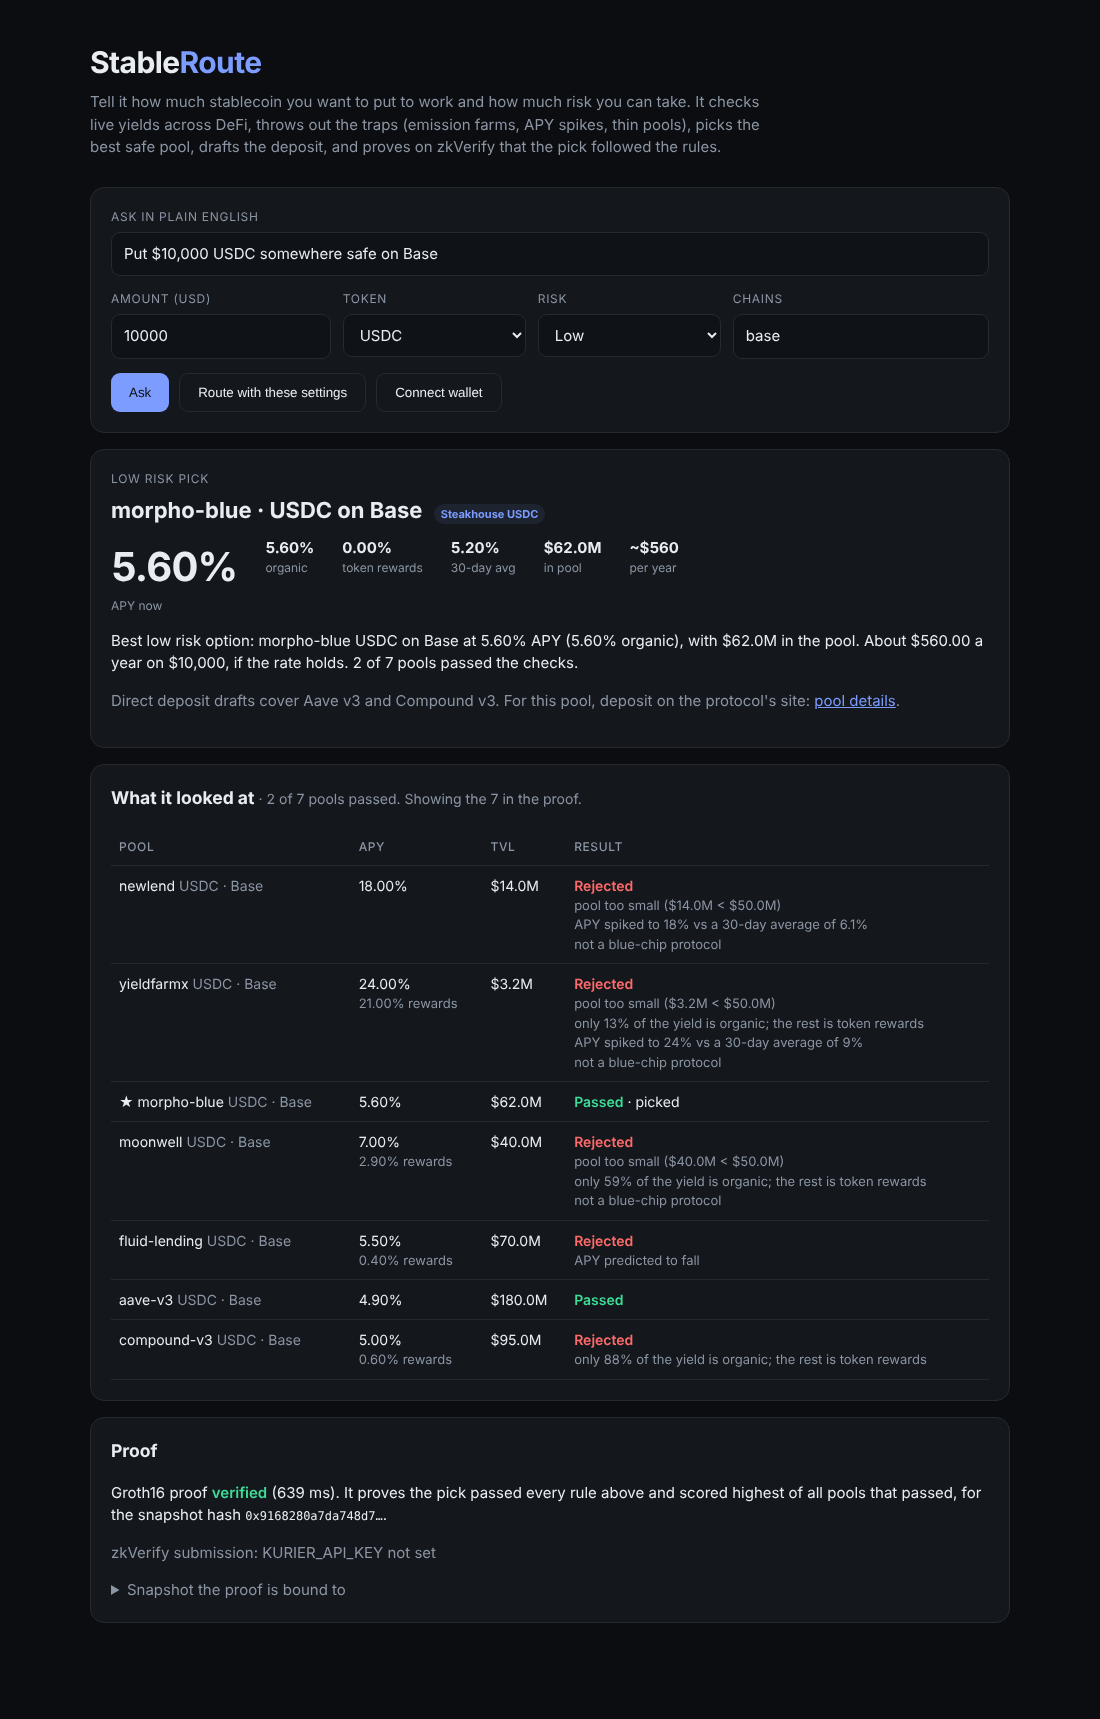 StableRoute
Tell it how much stablecoin you want to put to work and how much risk you can take. It checks
live yields across DeFi, throws out the traps (emission farms, APY spikes, thin pools), picks the
best safe pool, drafts the deposit, and proves on zkVerify that the pick followed the rules.
ASK IN PLAIN ENGLISH
Put $10,000 USDC somewhere safe on Base
AMOUNT (USD) TOKEN RISK CHAINS
10000 USDC Low base
Ask Route with these settings Connect wallet
LOW RISK PICK
morpho-blue · USDC on Base Steakhouse USDC
5.60% 5.60% 0.00% 5.20% $62.0M ~$560
organic token rewards 30-day avg in pool per year
APY now
Best low risk option: morpho-blue USDC on Base at 5.60% APY (5.60% organic), with $62.0M in the pool. About $560.00 a
year on $10,000, if the rate holds. 2 of 7 pools passed the checks.
Direct deposit drafts cover Aave v3 and Compound v3. For this pool, deposit on the protocol's site: pool details.
What it looked at · 2 of 7 pools passed. Showing the 7 in the proof.
POOL APY TVL RESULT
newlend USDC · Base 18.00% $14.0M Rejected
pool too small ($14.0M < $50.0M)
APY spiked to 18% vs a 30-day average of 6.1%
not a blue-chip protocol
yieldfarmx USDC · Base 24.00% $3.2M Rejected
21.00% rewards pool too small ($3.2M < $50.0M)
only 13% of the yield is organic; the rest is token rewards
APY spiked to 24% vs a 30-day average of 9%
not a blue-chip protocol
★ morpho-blue USDC · Base 5.60% $62.0M Passed · picked
moonwell USDC · Base 7.00% $40.0M Rejected
2.90% rewards pool too small ($40.0M < $50.0M)
only 59% of the yield is organic; the rest is token rewards
not a blue-chip protocol
fluid-lending USDC · Base 5.50% $70.0M Rejected
0.40% rewards APY predicted to fall
aave-v3 USDC · Base 4.90% $180.0M Passed
compound-v3 USDC · Base 5.00% $95.0M Rejected
0.60% rewards only 88% of the yield is organic; the rest is token rewards
Proof
Groth16 proof verified (639 ms). It proves the pick passed every rule above and scored highest of all pools that passed, for
the snapshot hash 0x9168280a7da748d7….
zkVerify submission: KURIER_API_KEY not set
▶ Snapshot the proof is bound to